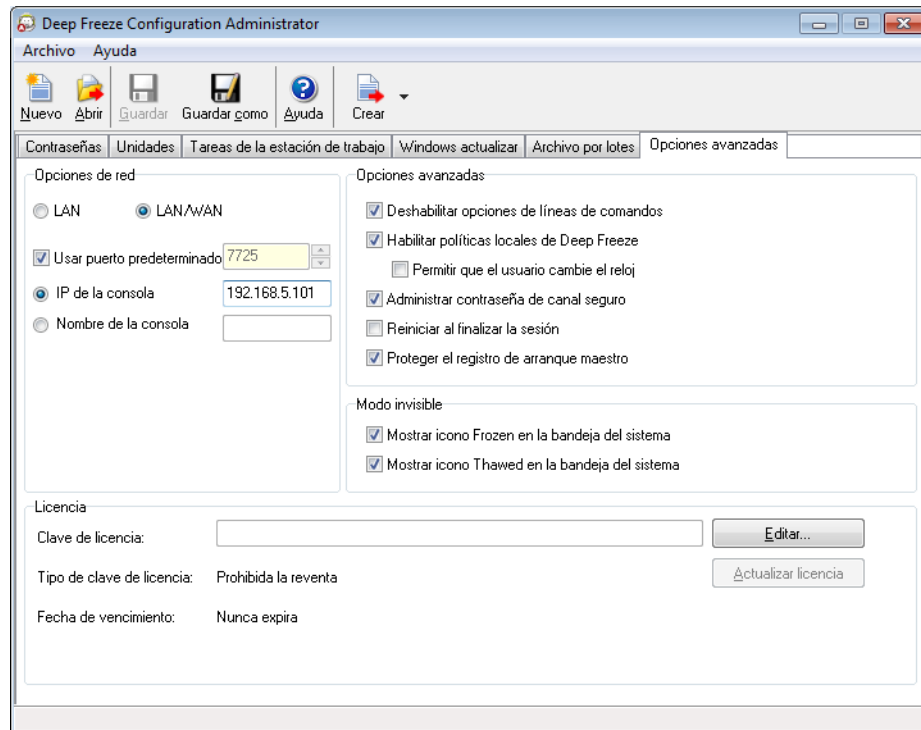 Deep Freeze Configuration Administrator
Archivo Ayuda
Nuevo Abrir Guardar Guardar como Ayuda Crear
Contraseñas Unidades Tareas de la estación de trabajo Windows actualizar Archivo por lotes Opciones avanzadas
Opciones de red
LAN LAN/WAN
Usar puerto predeterminado 7725
IP de la consola 192.168.5.101
Nombre de la consola
Opciones avanzadas
Deshabilitar opciones de líneas de comandos
Habilitar políticas locales de Deep Freeze
Permitir que el usuario cambie el reloj
Administrar contraseña de canal seguro
Reiniciar al finalizar la sesión
Proteger el registro de arranque maestro
Modo invisible
Mostrar icono Frozen en la bandeja del sistema
Mostrar icono Thawed en la bandeja del sistema
Licencia
Clave de licencia: Editar...
Tipo de clave de licencia: Prohibida la reventa Actualizar licencia
Fecha de vencimiento: Nunca expira